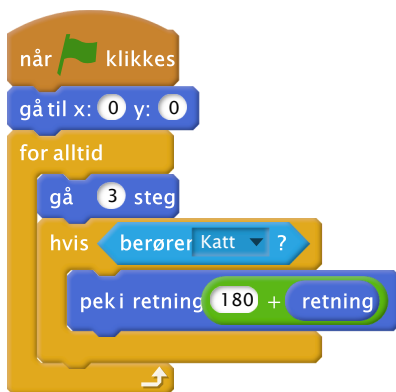 når klikkes
gå til x: 0 y: 0
for alltid
gå 3 steg
hvis berører Katt ?
pek i retning 180 + retning